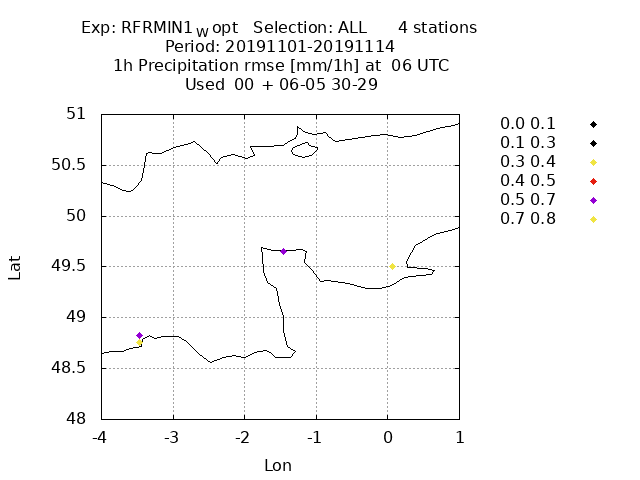 Exp: RFRMIN1w opt   Selection: ALL      4 stations
Period: 20191101-20191114
1h Precipitation rmse [mm/1h] at  06 UTC
Used  00 + 06-05 30-29
51
50.5
50
49.5
49
48.5
48
-4 -3 -2 -1 0 1
Lat
Lon
0.0 0.1
0.1 0.3
0.3 0.4
0.4 0.5
0.5 0.7
0.7 0.8